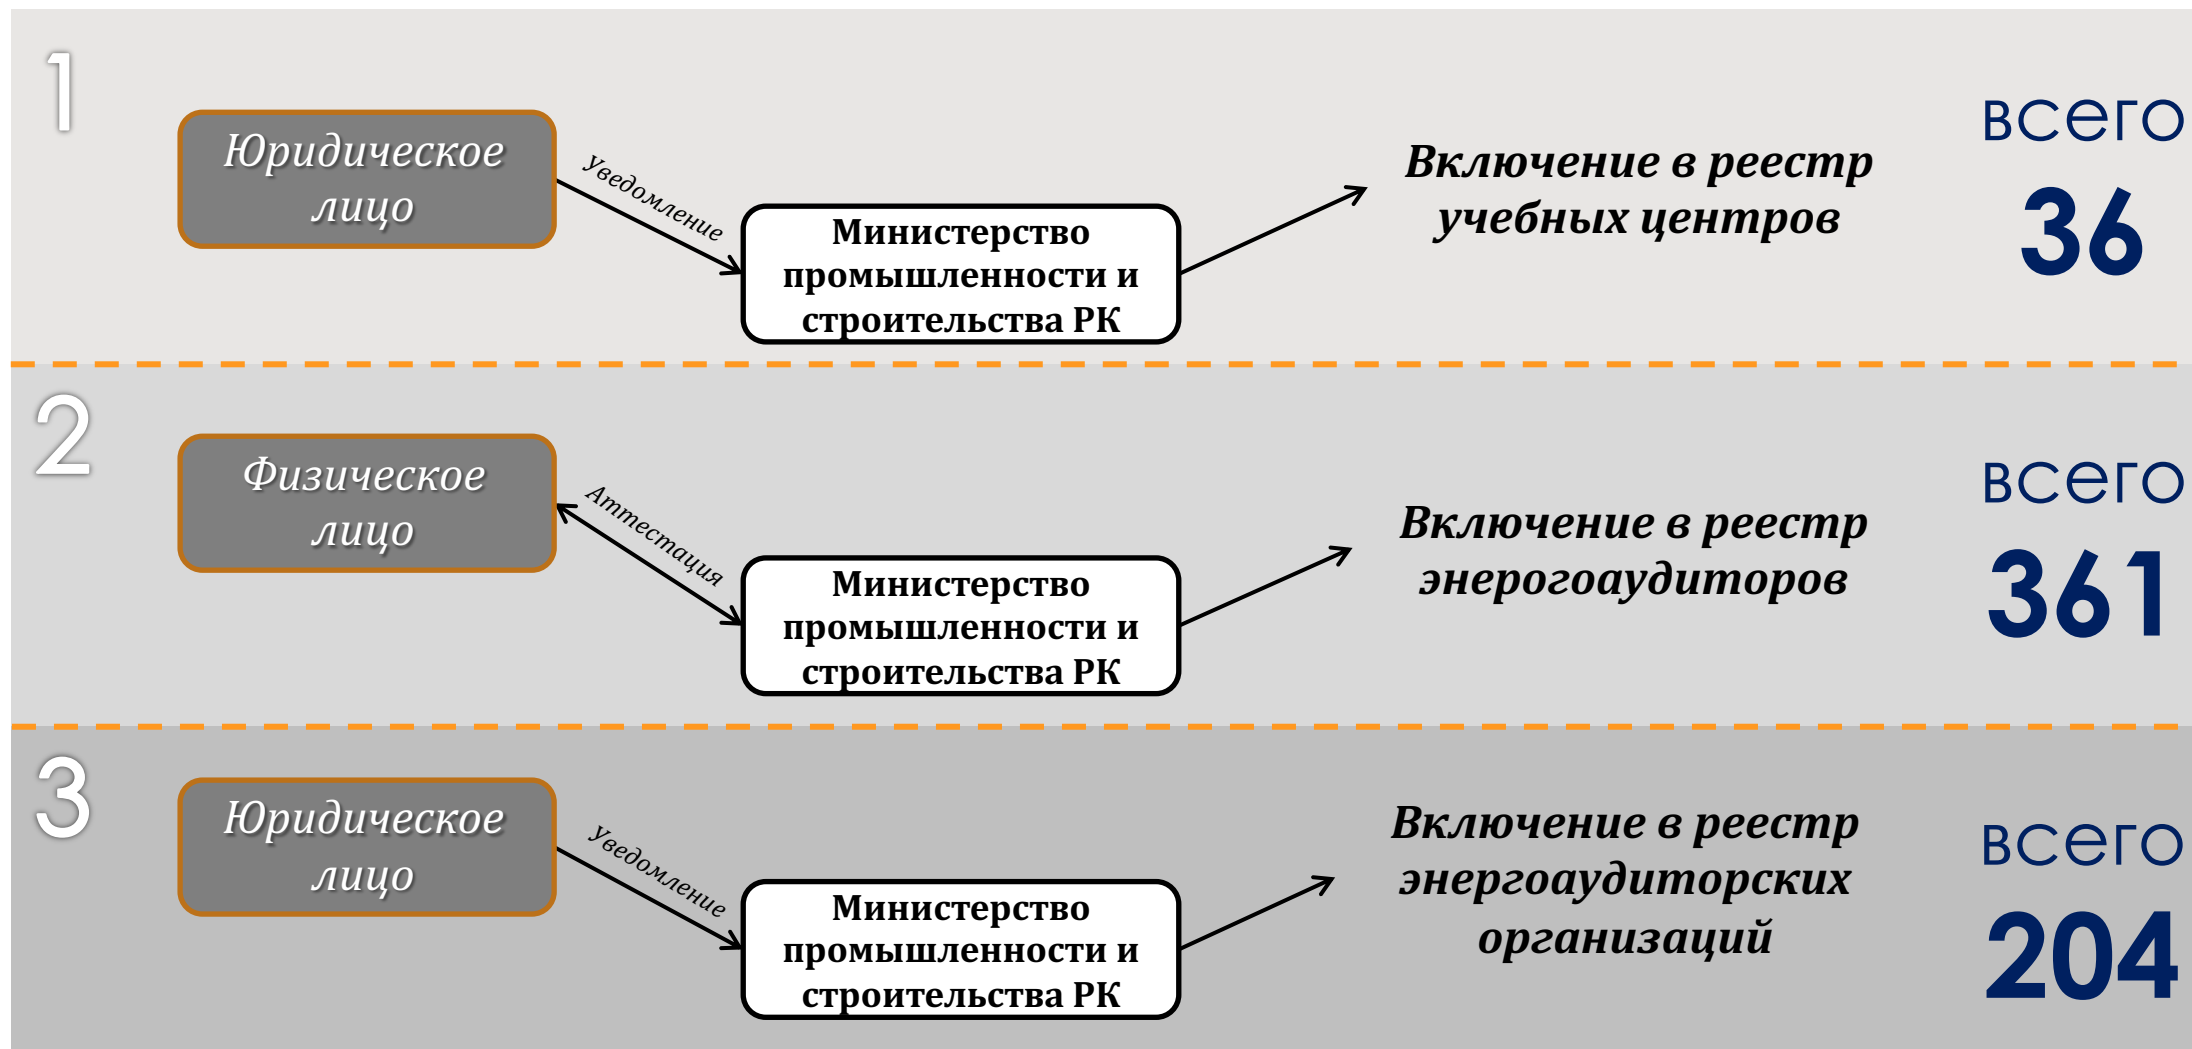 1
Юридическое
лицо
Уведомление
Министерство
промышленности и
строительства РК
Включение в реестр
учебных центров
всего
36
2
Физическое
лицо
Аттестация
Министерство
промышленности и
строительства РК
Включение в реестр
энерогоаудиторов
всего
361
3
Юридическое
лицо
Уведомление
Министерство
промышленности и
строительства РК
Включение в реестр
энергоаудиторских
организаций
всего
204